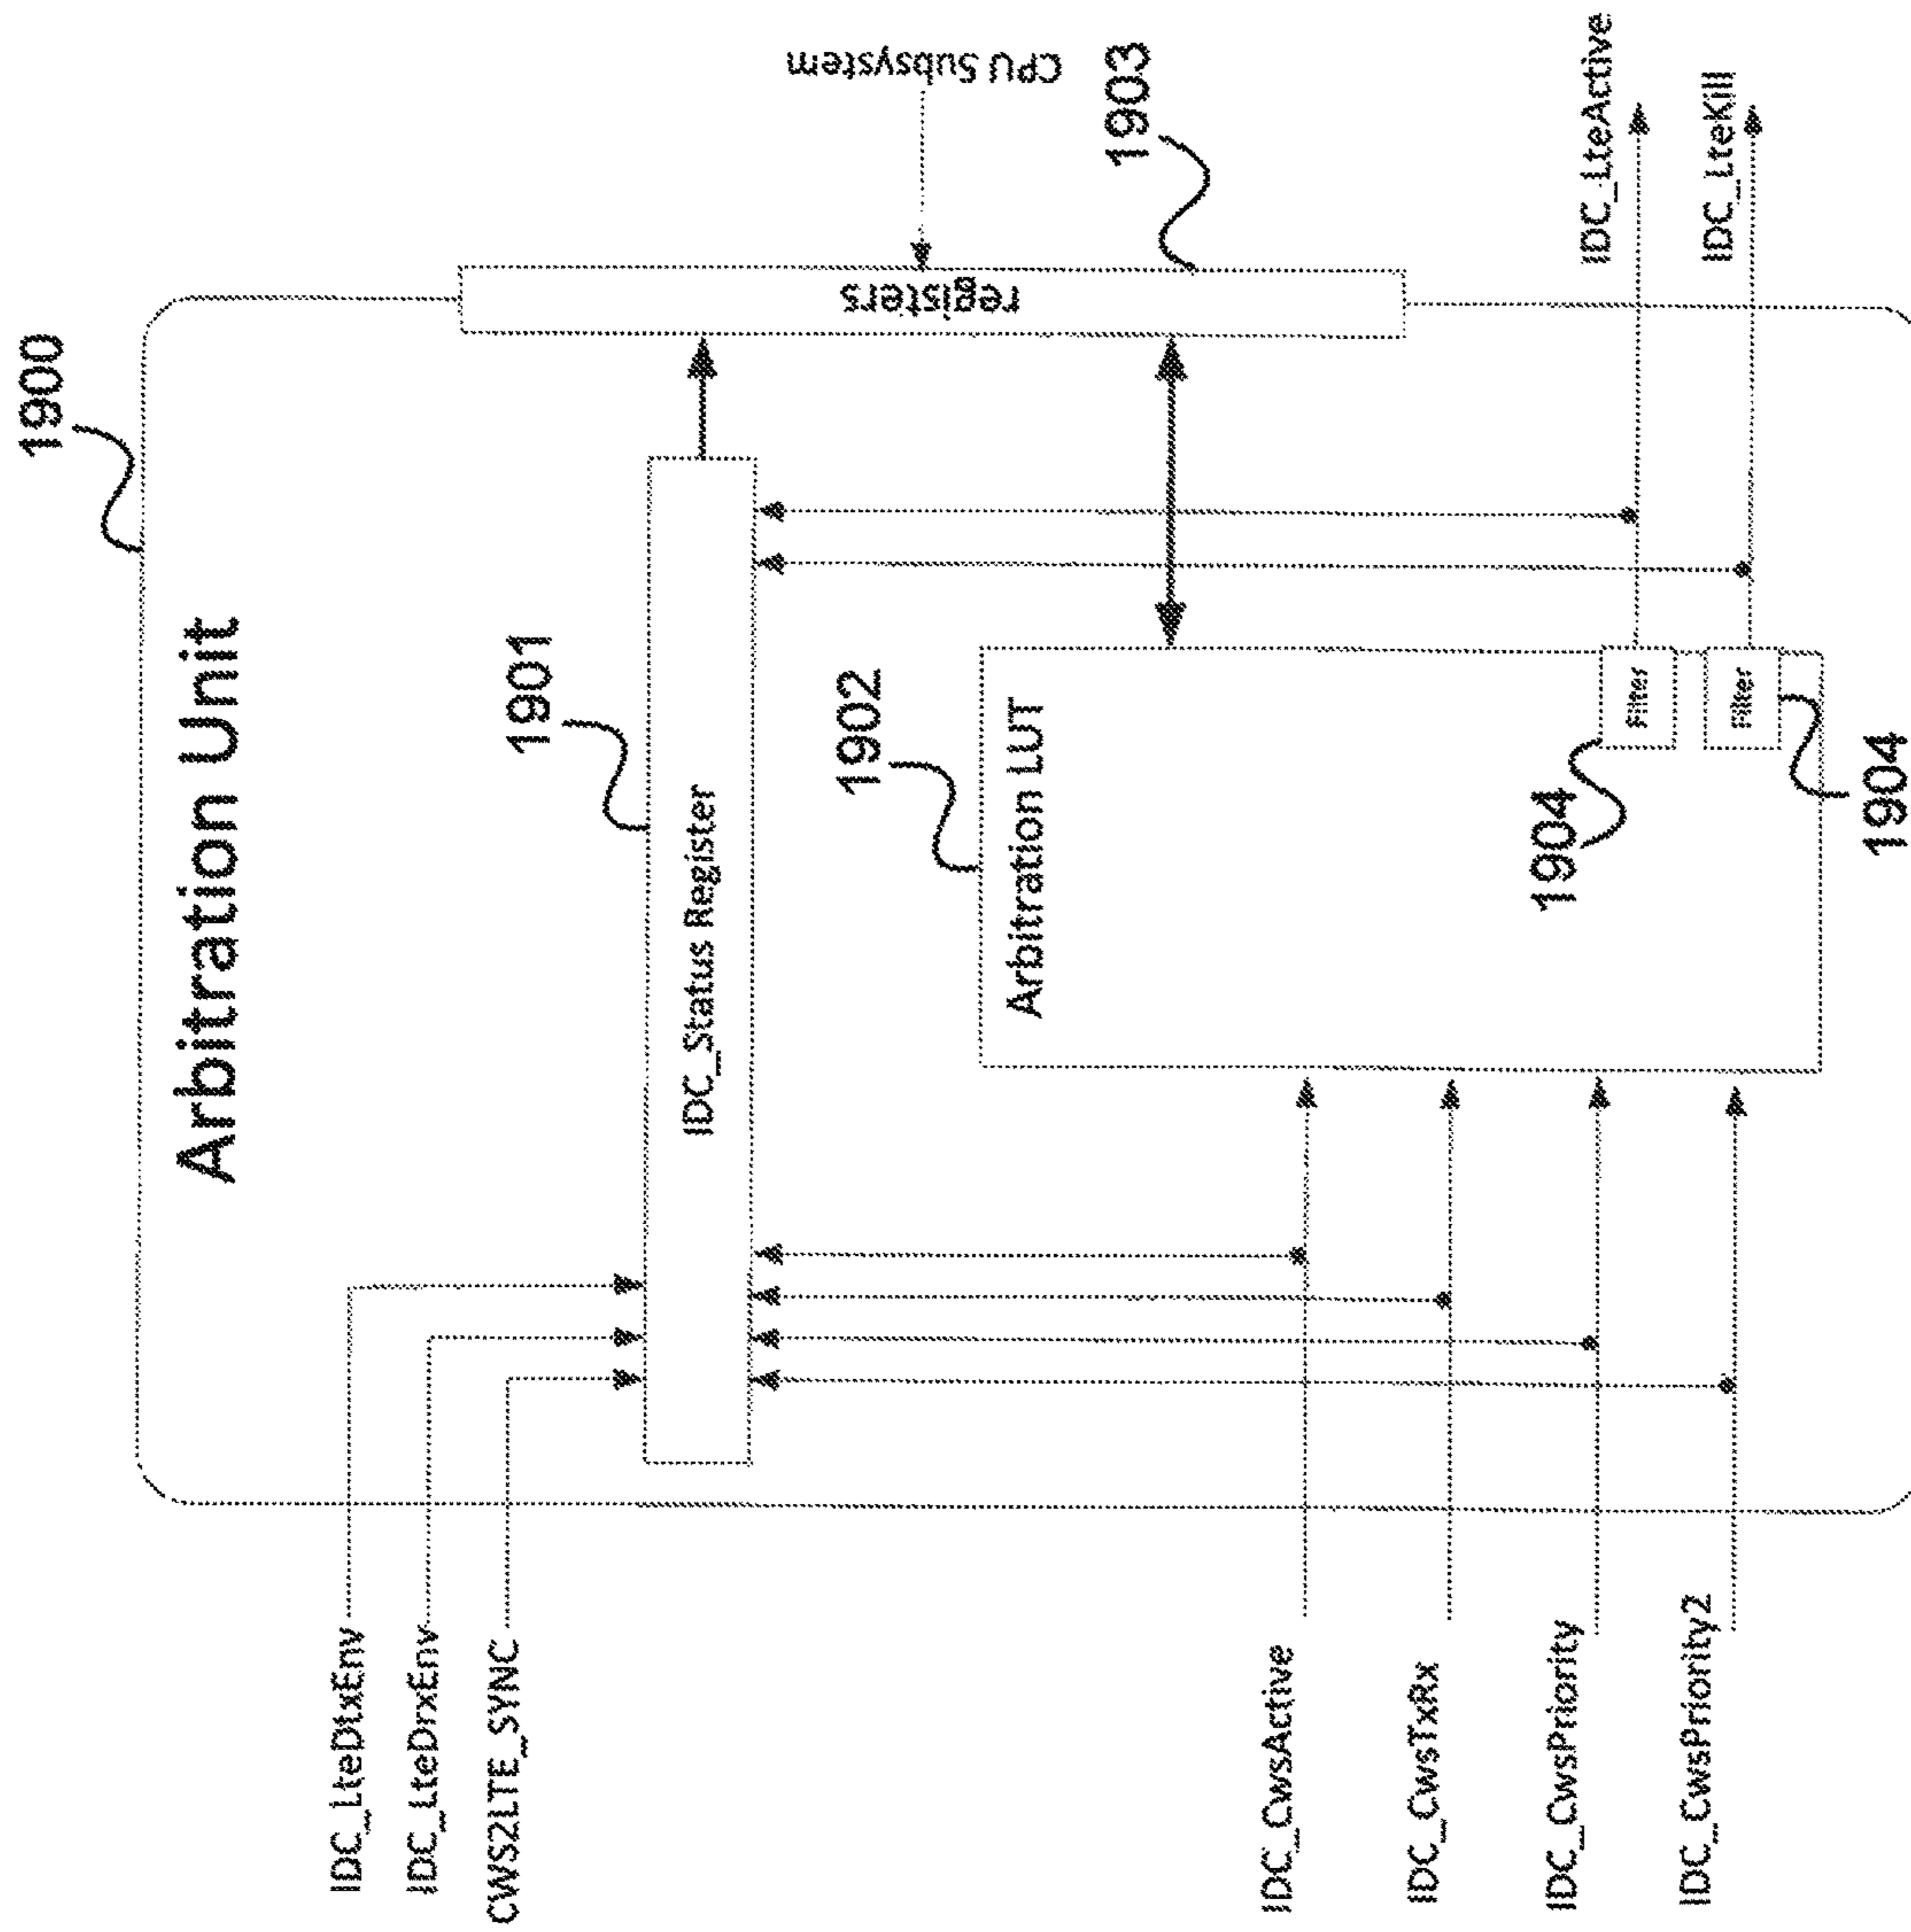 1900
Arbitration Unit
IDC_LteDtxEnv
IDC_LteDrxEnv
CWS2LTE_SYNC
1901
IDC_Status Register
CPU Subsystem
registers
1903
1902
Arbitration LUT
IDC_CwsActive
IDC_CwsTxRx
IDC_CwsPriority
IDC_CwsPriority2
1904
Filter
IDC_LteActive
Filter
IDC_LteKill
1904